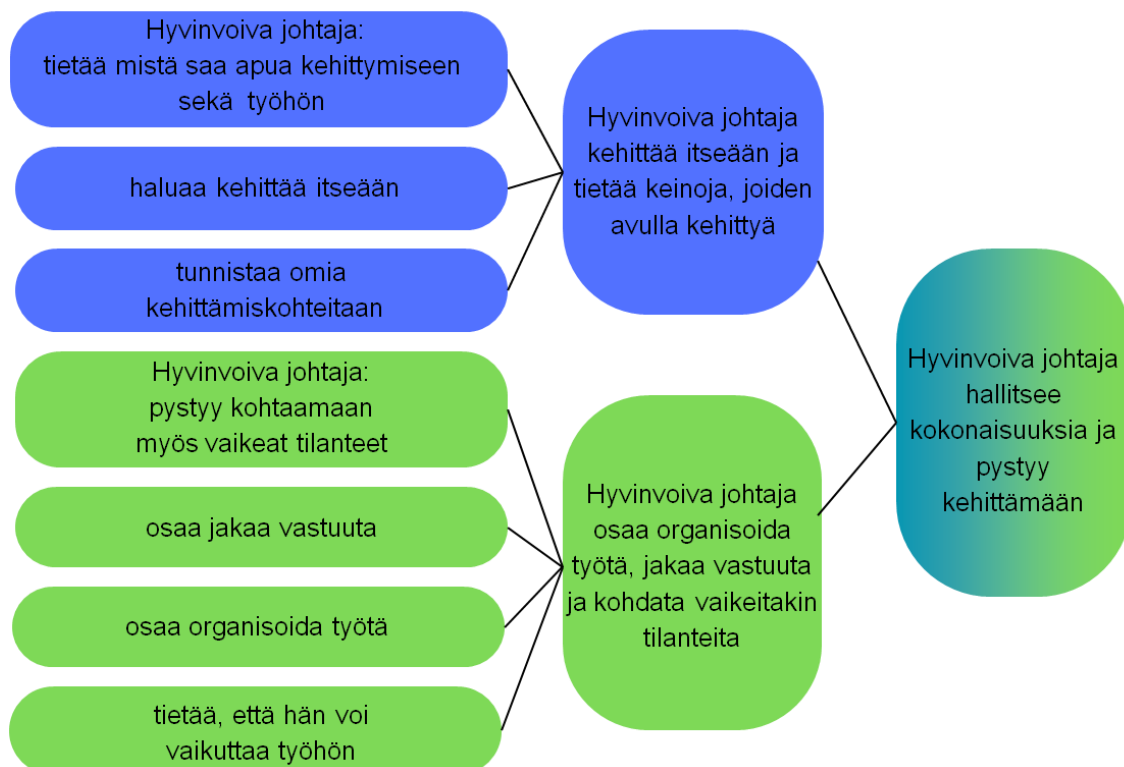 Hyvinvoiva johtaja:
tietää mistä saa apua kehittymiseen
sekä työhön
haluaa kehittää itseään
tunnistaa omia
kehittämiskohteitaan
Hyvinvoiva johtaja:
pystyy kohtaamaan
myös vaikeat tilanteet
osaa jakaa vastuuta
osaa organisoida työtä
tietää, että hän voi
vaikuttaa työhön
Hyvinvoiva johtaja
kehittää itseään ja
tietää keinoja, joiden
avulla kehittyä
Hyvinvoiva johtaja
osaa organisoida
työtä, jakaa vastuuta
ja kohdata vaikeitakin
tilanteita
Hyvinvoiva johtaja
hallitsee
kokonaisuuksia ja
pystyy
kehittämään